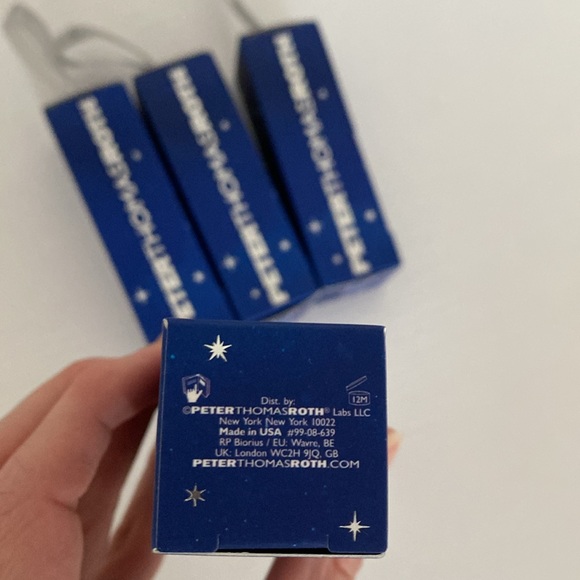 PETERTHOMASROTH
PETERTHOMASROTH
PETERTHOMASROTH
12M
Dist. by:
©PETERTHOMASROTH® Labs LLC
New York New York 10022
Made in USA #99-08-639
RP Biorius / EU: Wavre, BE
UK: London WC2H 9JQ, GB
PETERTHOMASROTH.COM